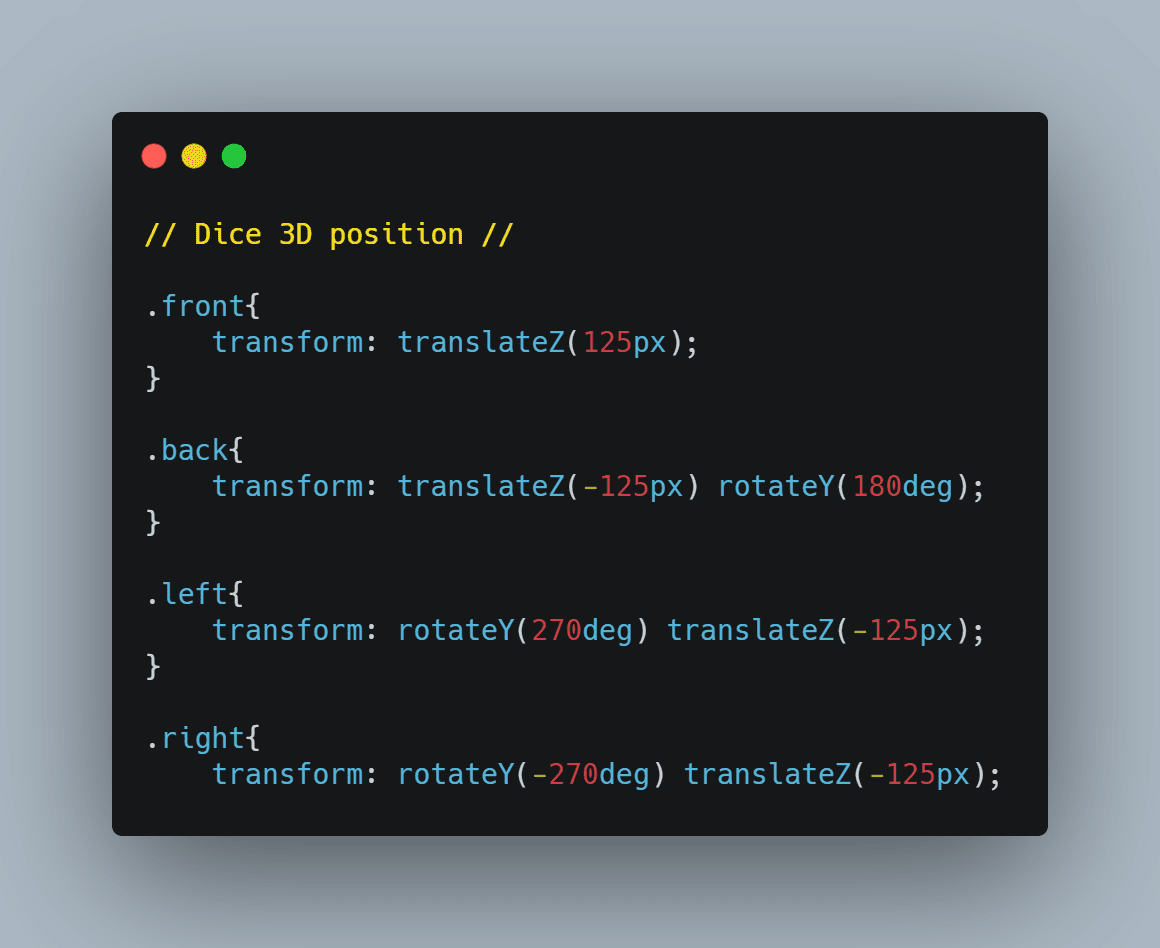 // Dice 3D position //
.front{
    transform: translateZ(125px);
}
.back{
    transform: translateZ(-125px) rotateY(180deg);
}
.left{
    transform: rotateY(270deg) translateZ(-125px);
}
.right{
    transform: rotateY(-270deg) translateZ(-125px);